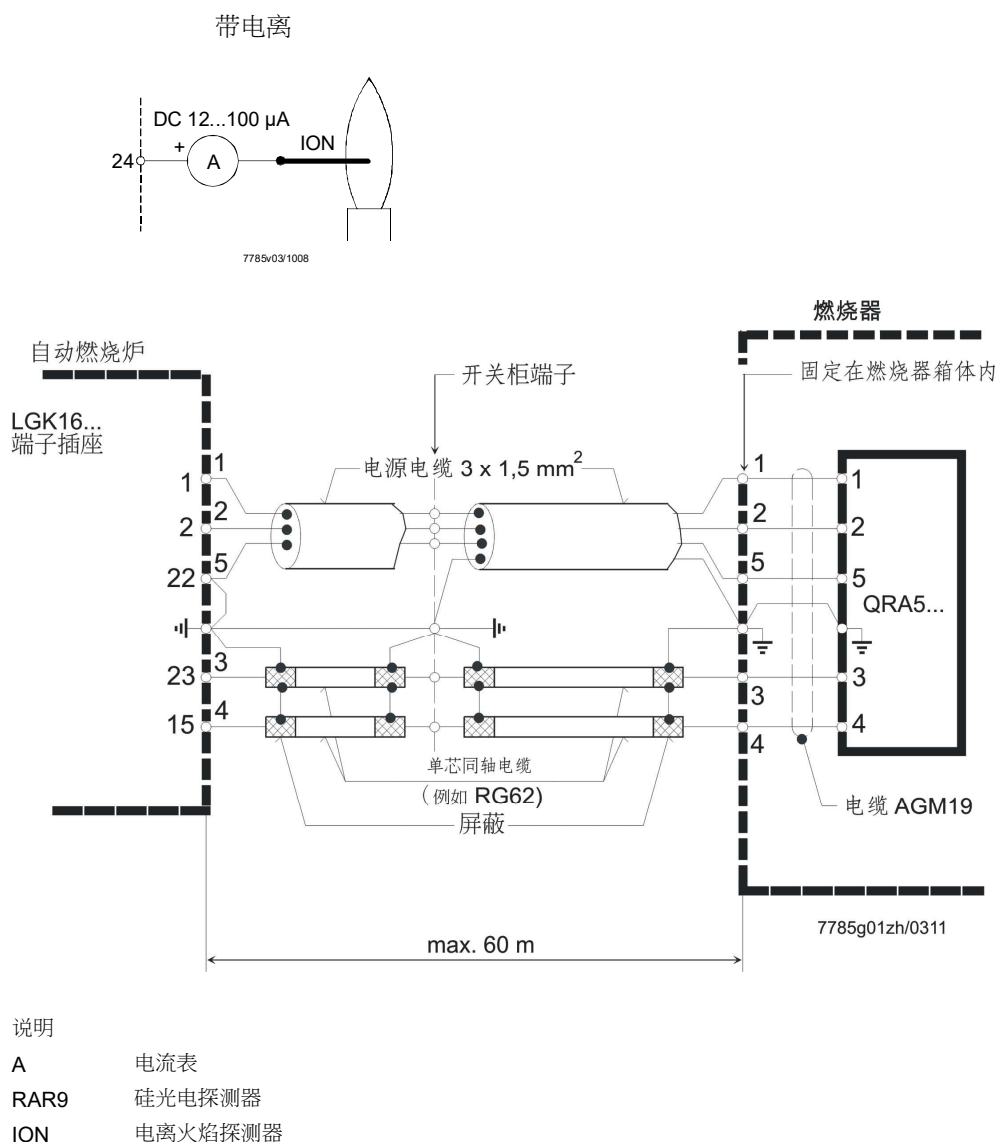 带电离
DC 12...100 µA
+
ION
24
A
7785v03/1008
燃烧器
自动燃烧炉
开关柜端子
固定在燃烧器箱体内
LGK16...
端子插座
电源电缆 3 x 1,5 mm²
1
1
1
1
2
2
2
2
5
22
5
5
QRA5...
3
23
3
3
4
15
4
4
单芯同轴电缆
（例如 RG62)
屏蔽
电缆 AGM19
7785g01zh/0311
max. 60 m
说明
A 电流表
RAR9 硅光电探测器
ION 电离火焰探测器